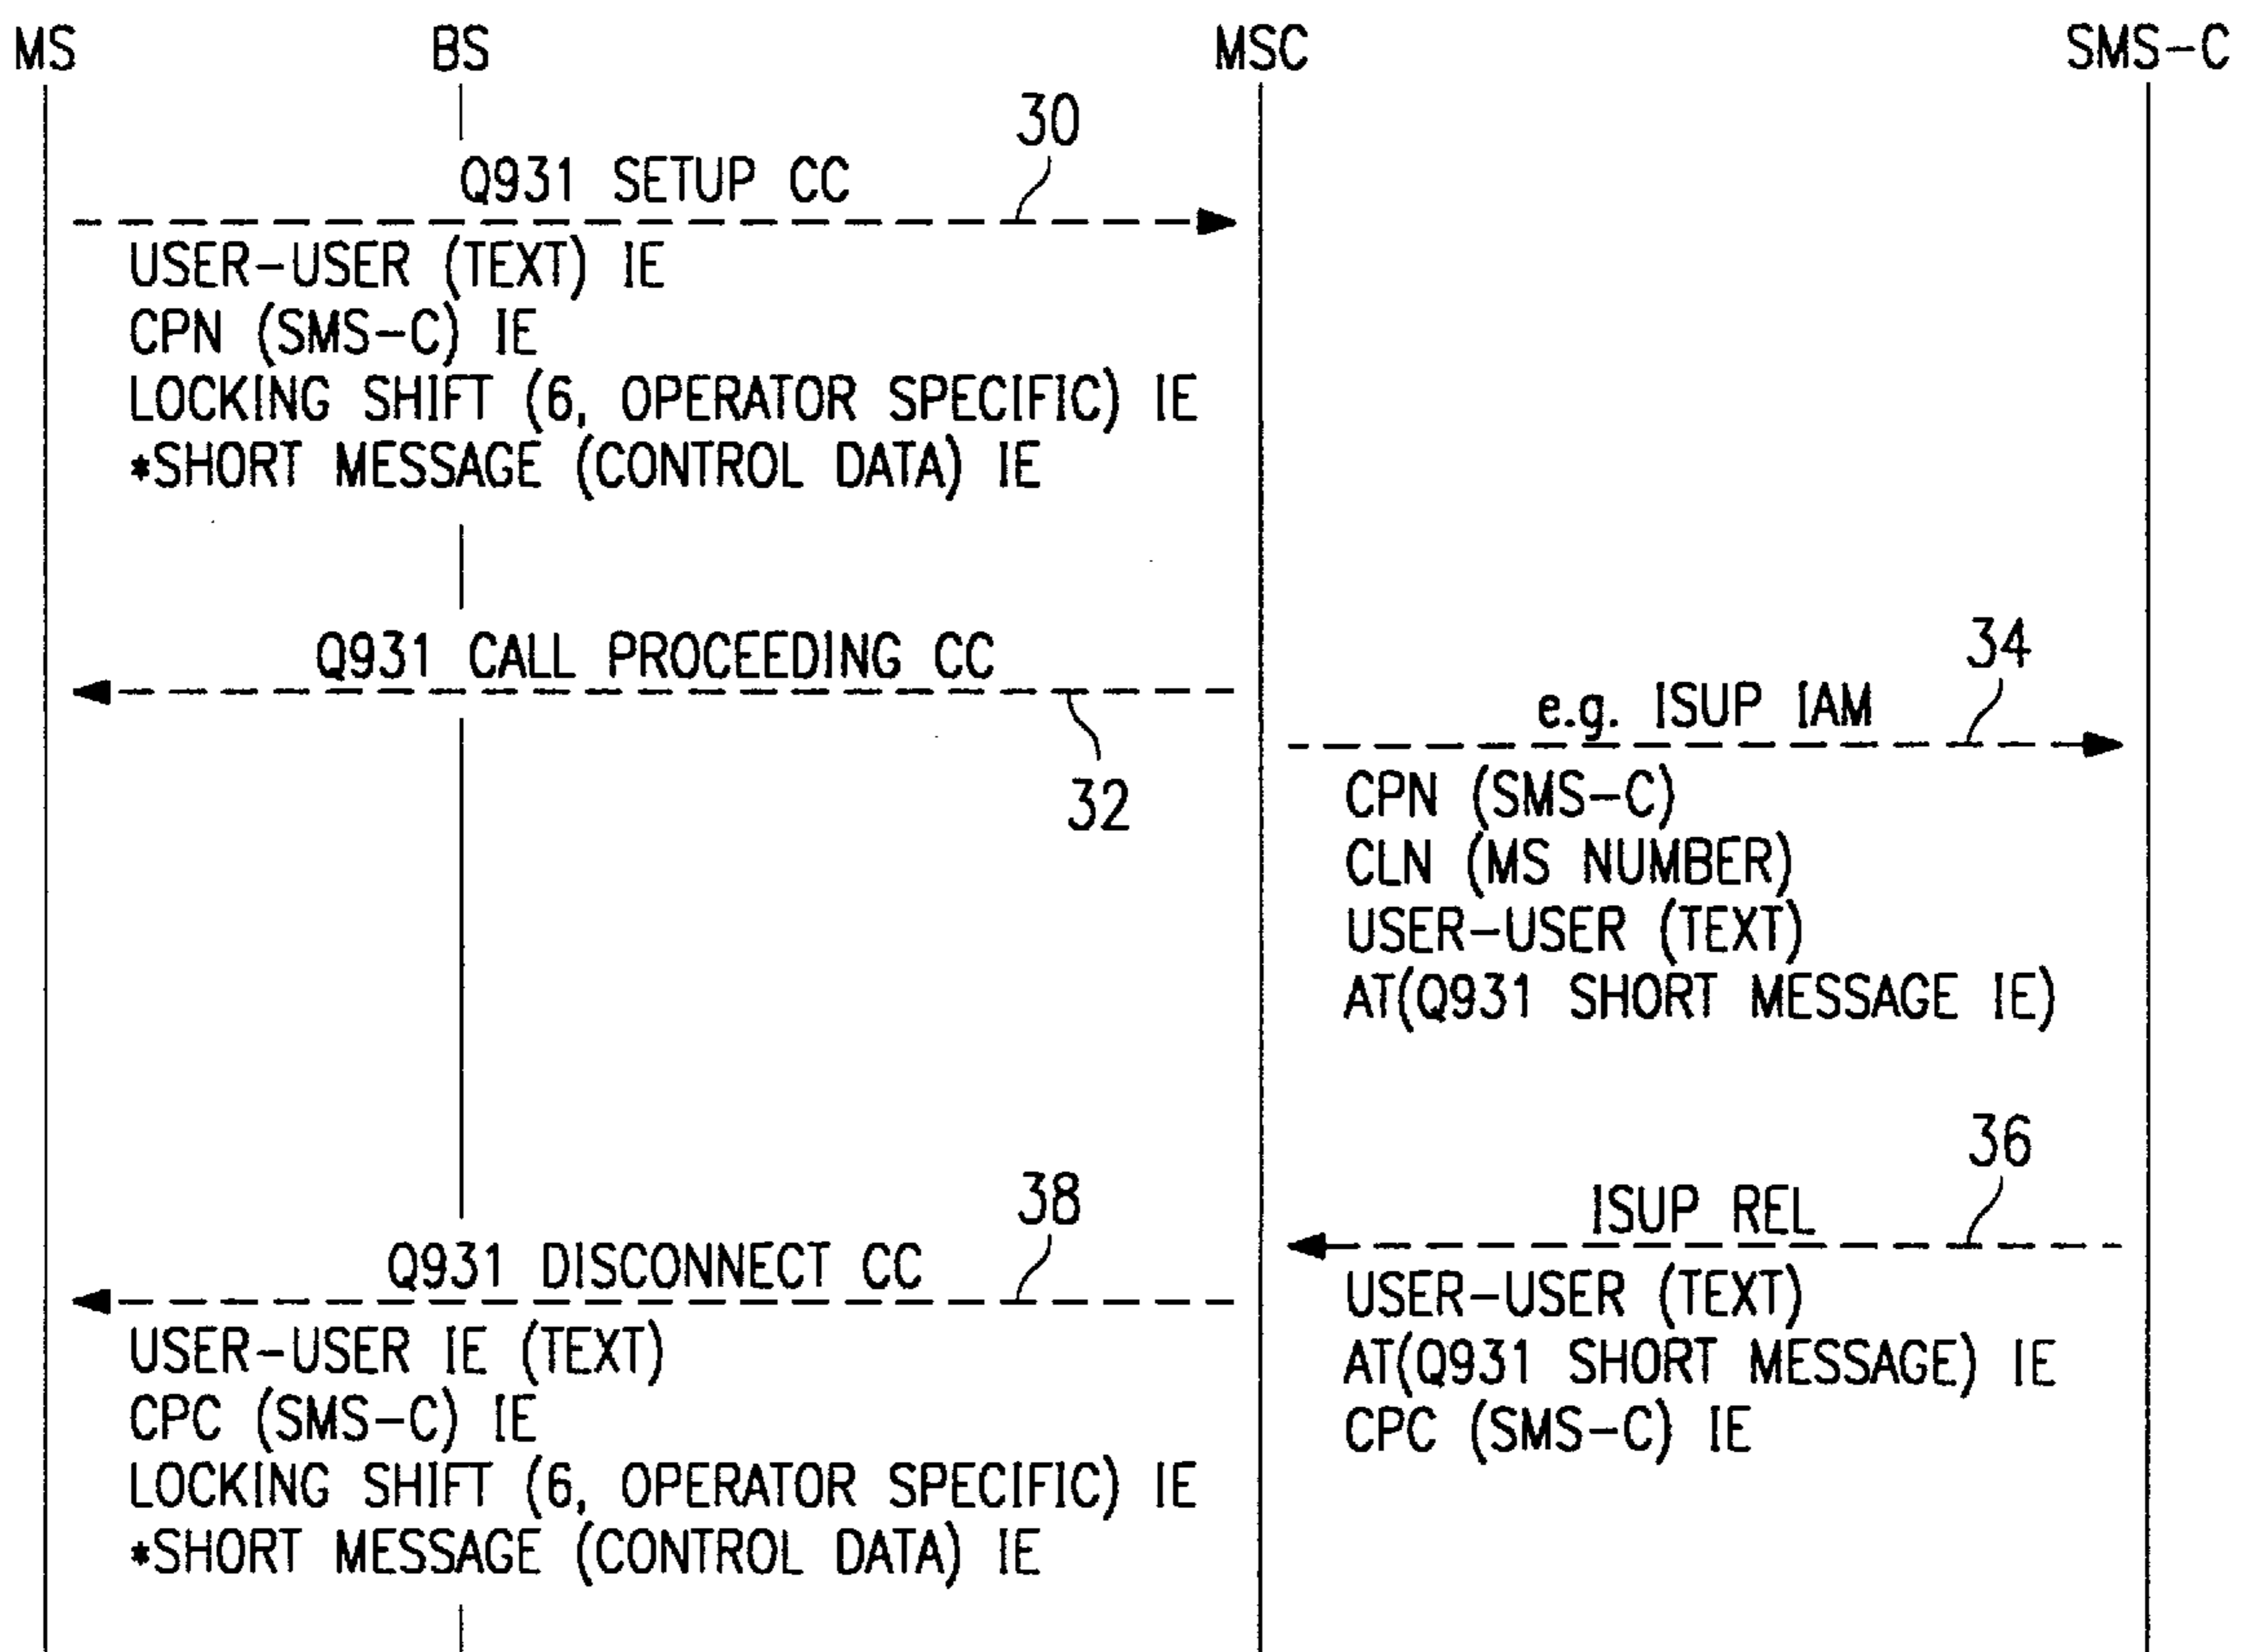 MS BS MSC SMS-C
30
Q931 SETUP CC
USER-USER (TEXT) IE
CPN (SMS-C) IE
LOCKING SHIFT (6, OPERATOR SPECIFIC) IE
*SHORT MESSAGE (CONTROL DATA) IE
Q931 CALL PROCEEDING CC
32
34
e.g. ISUP IAM
CPN (SMS-C)
CLN (MS NUMBER)
USER-USER (TEXT)
AT(Q931 SHORT MESSAGE IE)
36
ISUP REL
USER-USER (TEXT)
AT(Q931 SHORT MESSAGE) IE
CPC (SMS-C) IE
38
Q931 DISCONNECT CC
USER-USER IE (TEXT)
CPC (SMS-C) IE
LOCKING SHIFT (6, OPERATOR SPECIFIC) IE
*SHORT MESSAGE (CONTROL DATA) IE